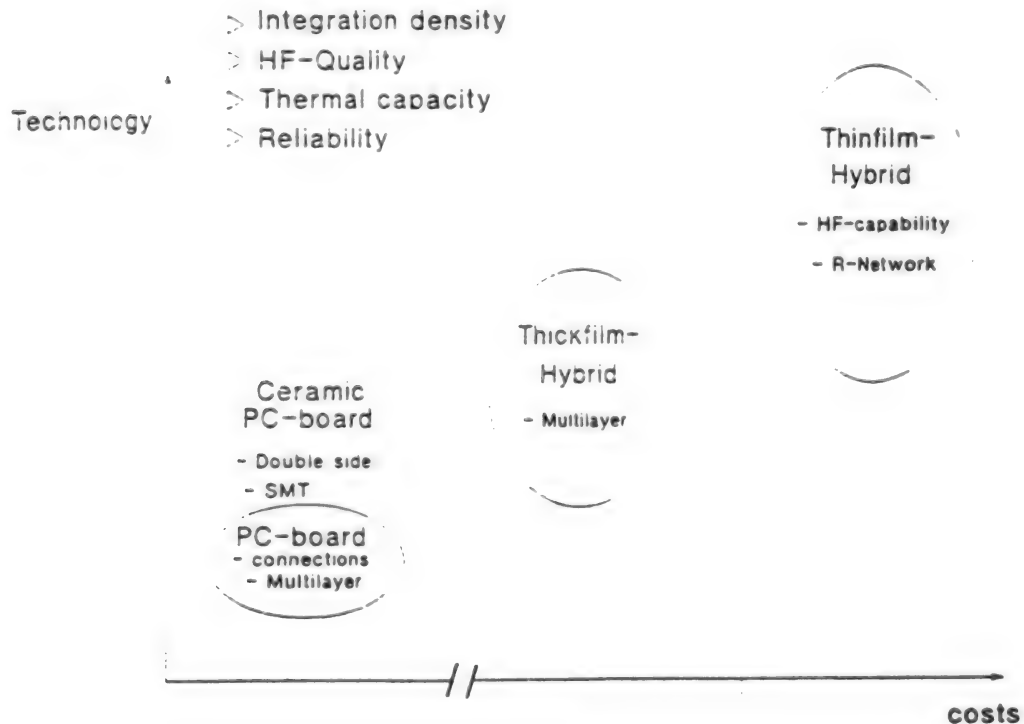 > Integration density
> HF-Quality
> Thermal capacity
> Reliability
Technology
Thinfilm-
Hybrid
- HF-capability
- R-Network
Thickfilm-
Hybrid
- Multilayer
Ceramic
PC-board
- Double side
- SMT
PC-board
- connections
- Multilayer
costs